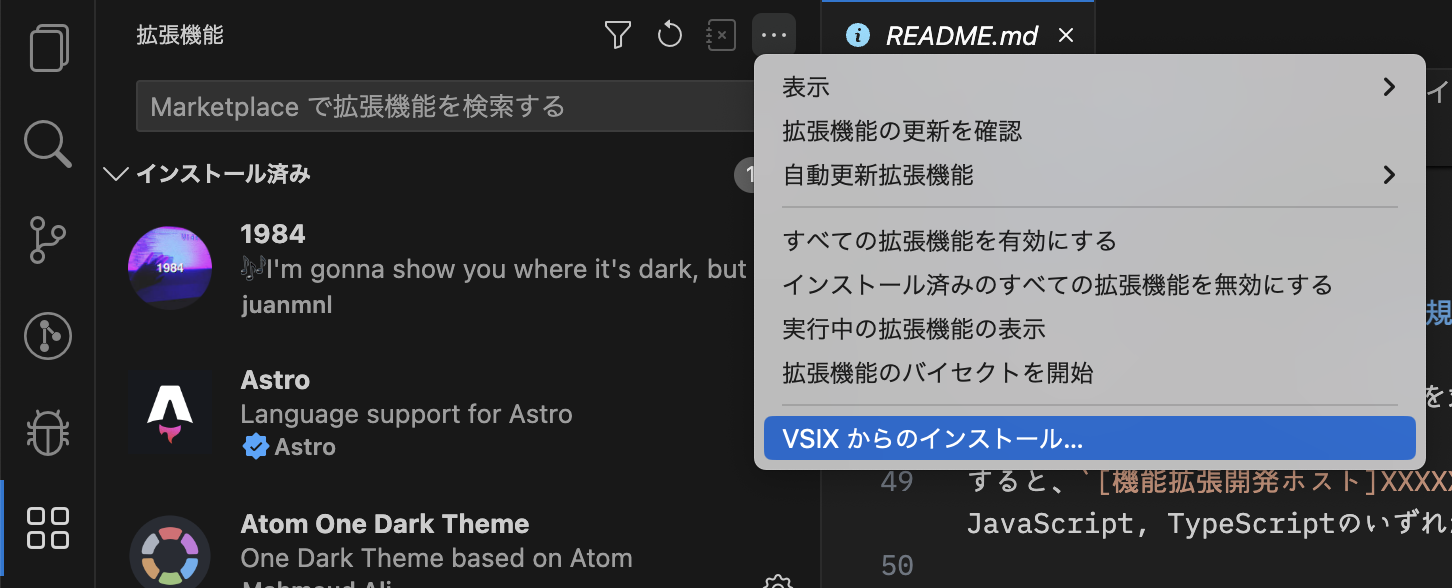 拡張機能
README.md
Marketplace で拡張機能を検索する
インストール済み
1984
1984
🎶I'm gonna show you where it's dark, but
juanmnl
Astro
Language support for Astro
Astro
Atom One Dark Theme
One Dark Theme based on Atom
表示
拡張機能の更新を確認
自動更新拡張機能
すべての拡張機能を有効にする
インストール済みのすべての拡張機能を無効にする
実行中の拡張機能の表示
拡張機能のバイセクトを開始
VSIX からのインストール...
49 すると、`[機能拡張開発ホスト]XXXX
JavaScript, TypeScriptのいずれ
50